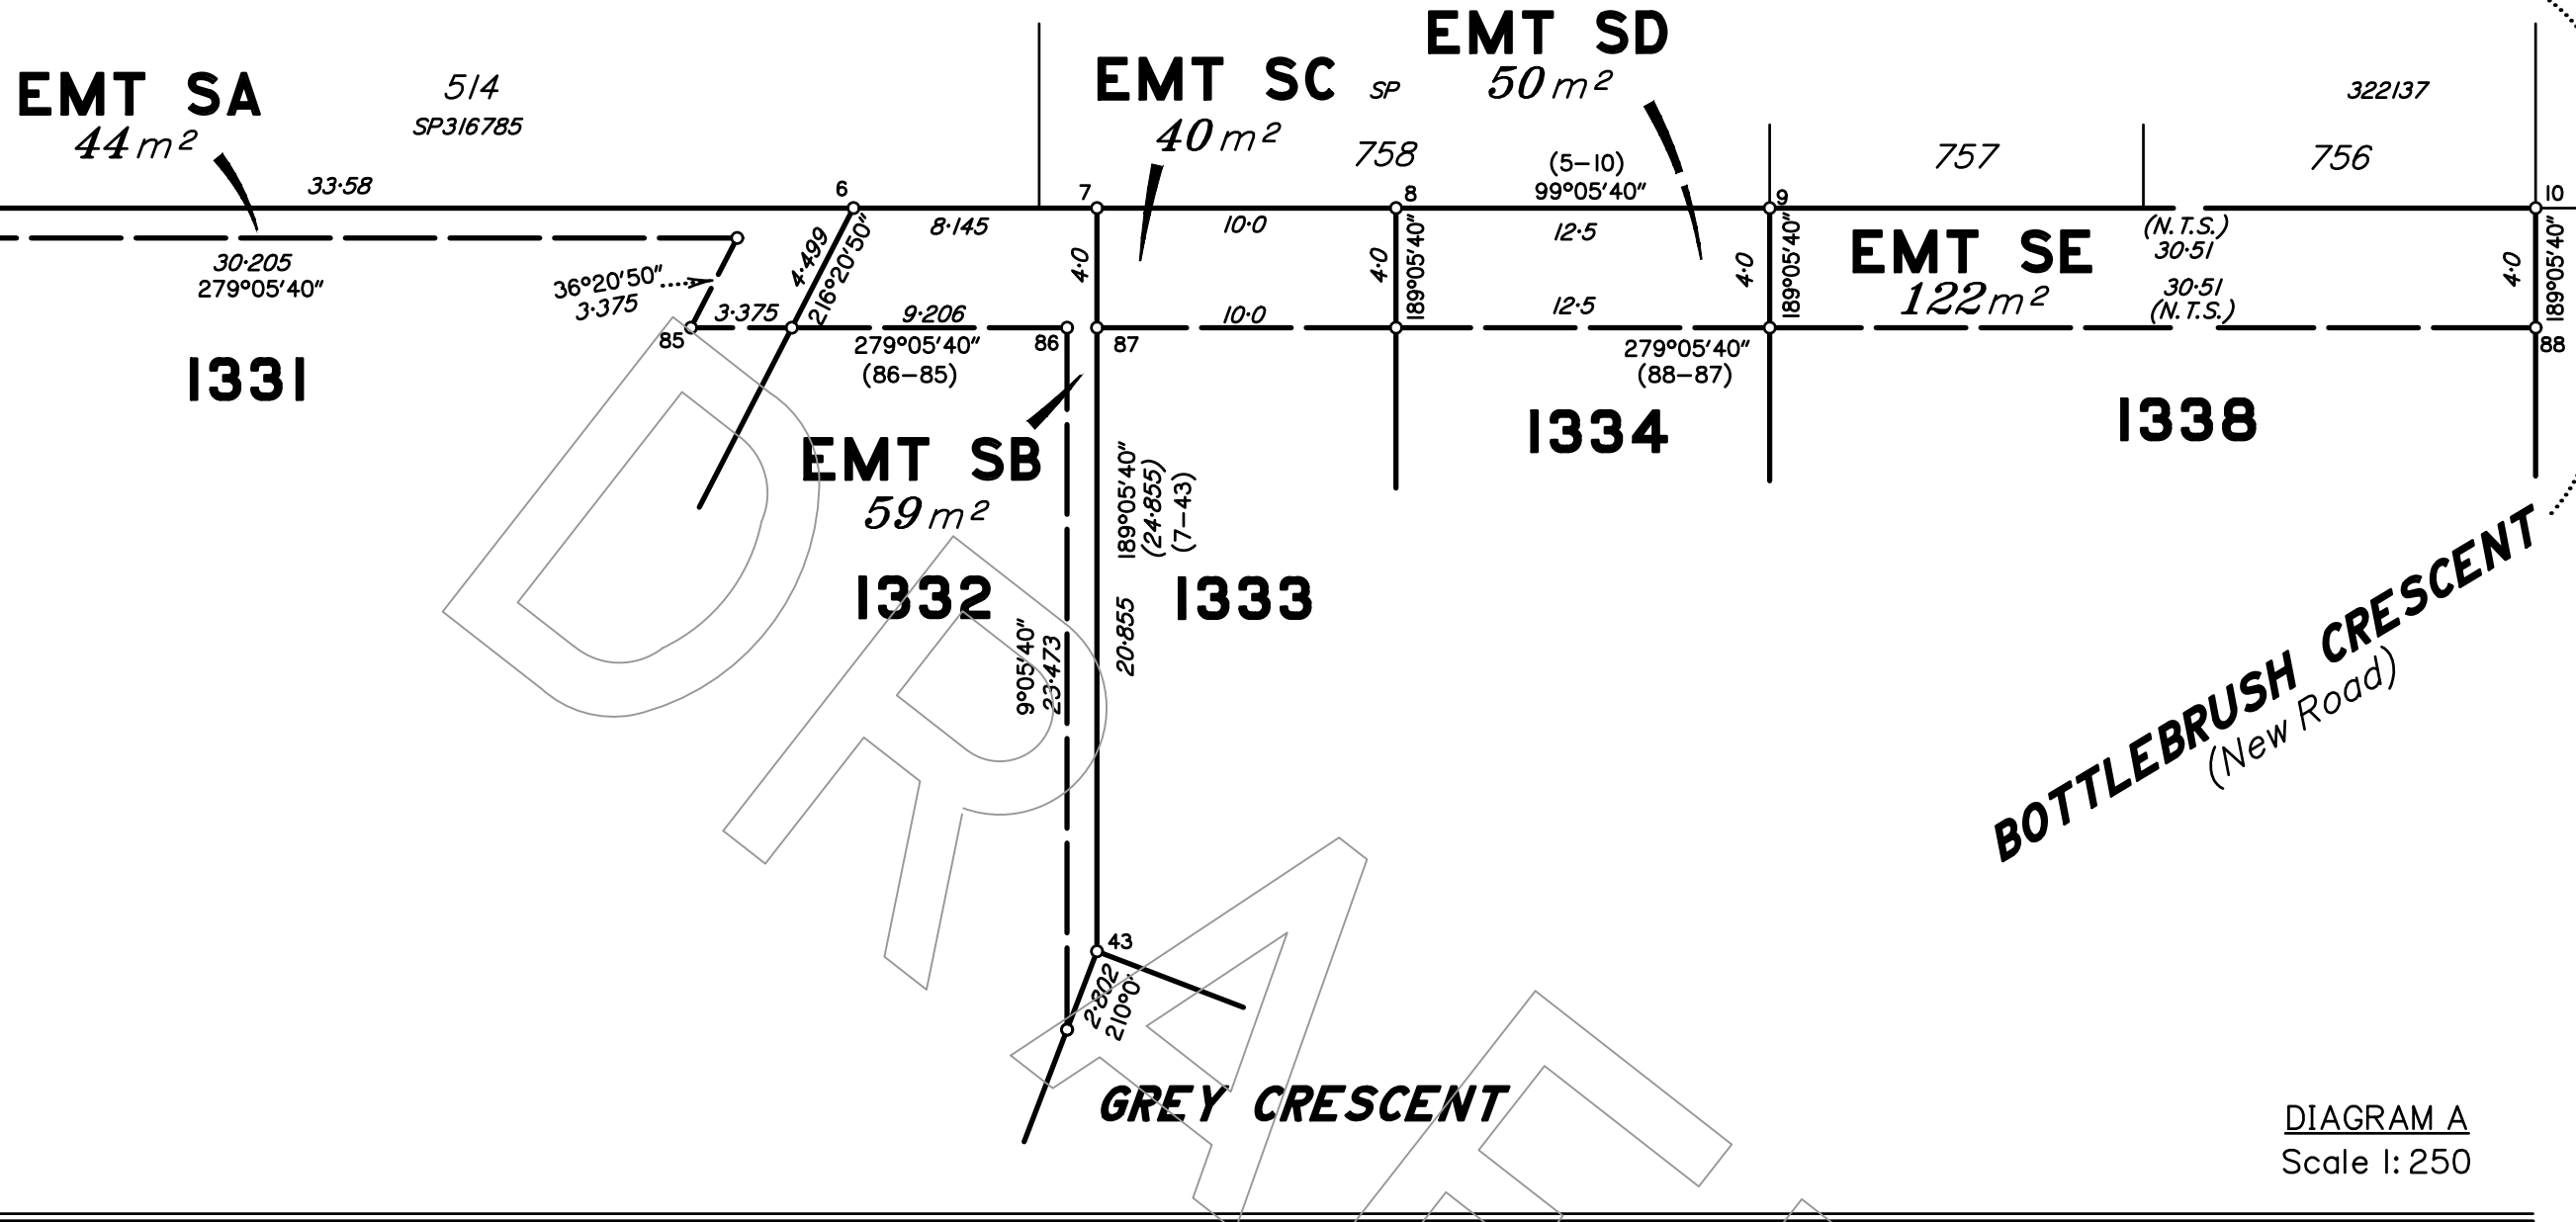 EMT SA
44 m²
514
SP316785
EMT SC
40 m²
SP
EMT SD
50 m²
322137
758
(5-10)
99°05'40"
757
756
33·58
6
7
8
9
10
8·145
10·0
12·5
(N.T.S.)
30·51
4·499
216°20'50"
4·0
4·0
189°05'40"
4·0
189°05'40"
EMT SE
122 m²
4·0
189°05'40"
30·205
279°05'40"
36°20'50"
3·375
3·375
9·206
10·0
12·5
30·51
(N.T.S.)
85
279°05'40"
(86-85)
86
87
279°05'40"
(88-87)
88
1331
1334
1338
EMT SB
59 m²
189°05'40"
(24·855)
(7-43)
1332
1333
9°05'40"
23·473
20·855
BOTTLEBRUSH CRESCENT
(New Road)
43
2·802
210°0'
GREY CRESCENT
DIAGRAM A
Scale 1:250
DRAF